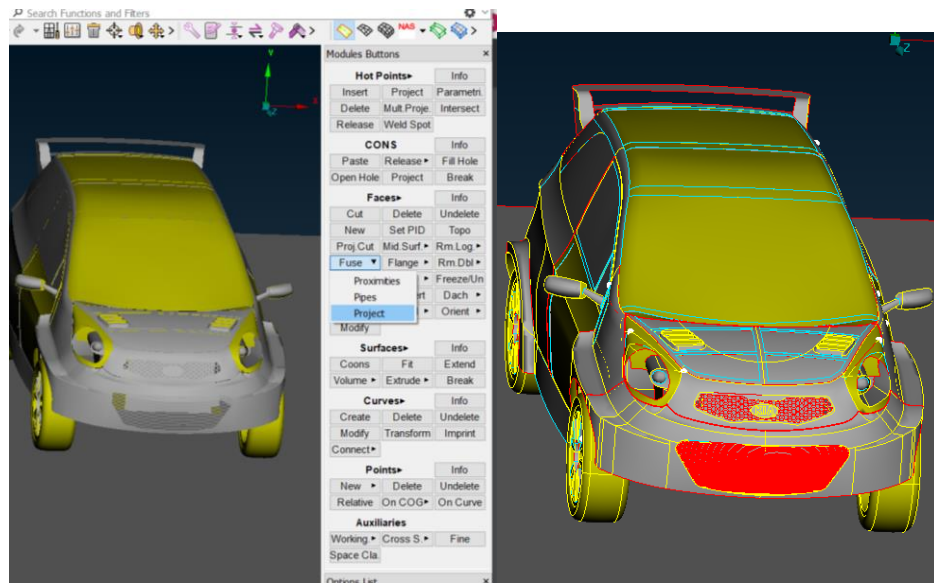 Search Functions and Filters
NAS
Modules Buttons ×
Hot Points▸ Info
Insert Project Parametri.
Delete Mult.Proje. Intersect
Release Weld Spot
CONS Info
Paste Release ▸ Fill Hole
Open Hole Project Break
Faces▸ Info
Cut Delete Undelete
New Set PID Topo
Proj.Cut Mid.Surf. ▸ Rm.Log. ▸
Fuse ▼ Flange ▸ Rm.Dbl ▸
Proximities ▸ Freeze/Un
Pipes rt Dach ▸
Project ▸ Orient ▸
Modify
Surfaces▸ Info
Coons Fit Extend
Volume ▸ Extrude ▸ Break
Curves▸ Info
Create Delete Undelete
Modify Transform Imprint
Connect▸
Points▸ Info
New ▸ Delete Undelete
Relative On COG▸ On Curve
Auxiliaries
Working. ▸ Cross S. ▸ Fine
Space Cla.
Options List ×
Y
X
Z
KIA